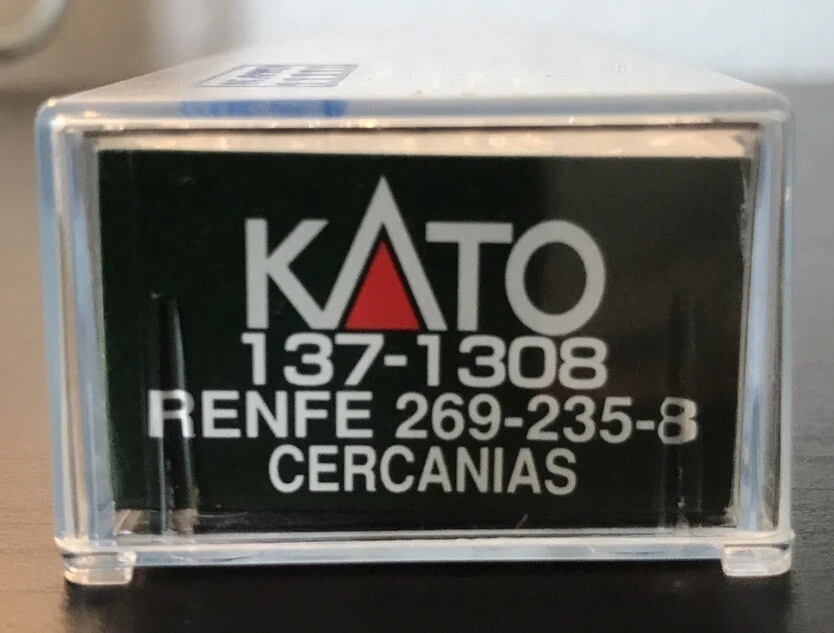 KATO
137-1308
RENFE 269-235-8
CERCANIAS